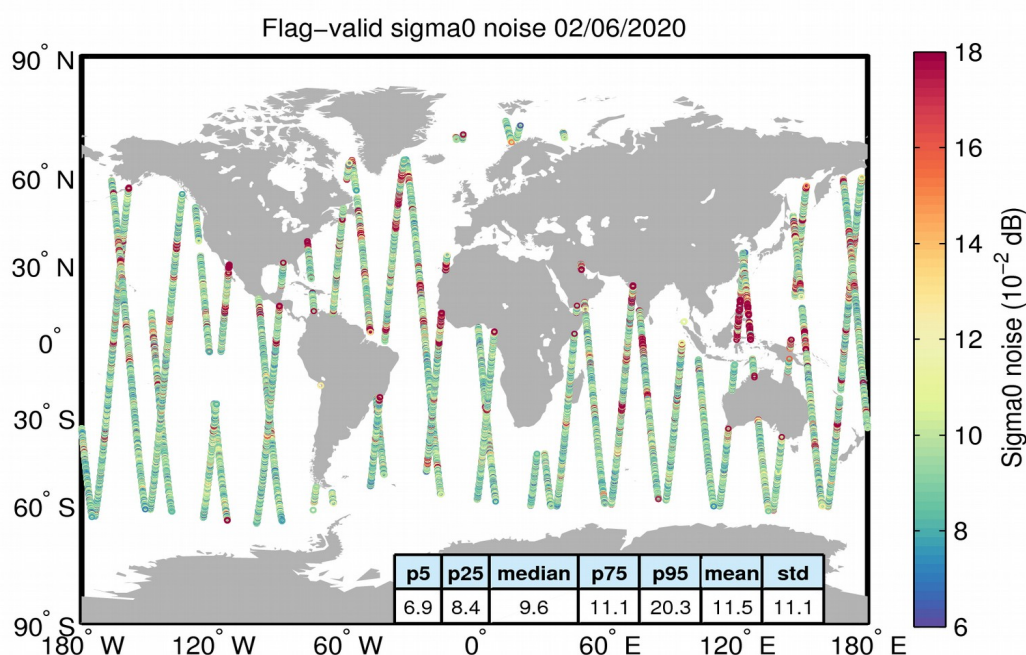 Flag−valid sigma0 noise 02/06/2020
90° N
60° N
30° N
0°
30° S
60° S
90° S
180° W
120° W
60° W
0°
60° E
120° E
180° E
18
16
14
12
10
8
6
Sigma0 noise (10⁻² dB)
p5 p25 median p75 p95 mean std
6.9 8.4 9.6 11.1 20.3 11.5 11.1